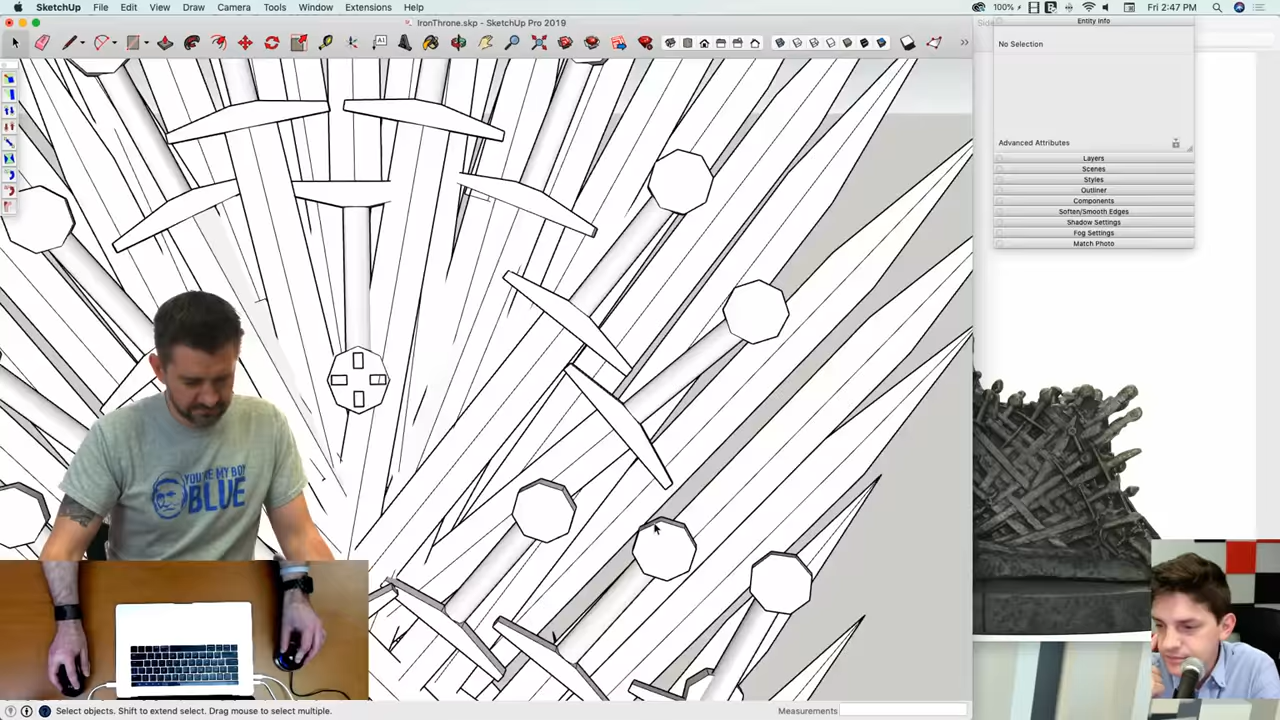 SketchUp File Edit View Draw Camera Tools Window Extensions Help
100% Fri 2:47 PM
IronThrone.skp - SketchUp Pro 2019
Entity Info
No Selection
Advanced Attributes
Layers
Scenes
Styles
Outliner
Components
Soften/Smooth Edges
Shadow Settings
Fog Settings
Match Photo
YOU'RE MY BOY
BLUE
Select objects. Shift to extend select. Drag mouse to select multiple.
Measurements